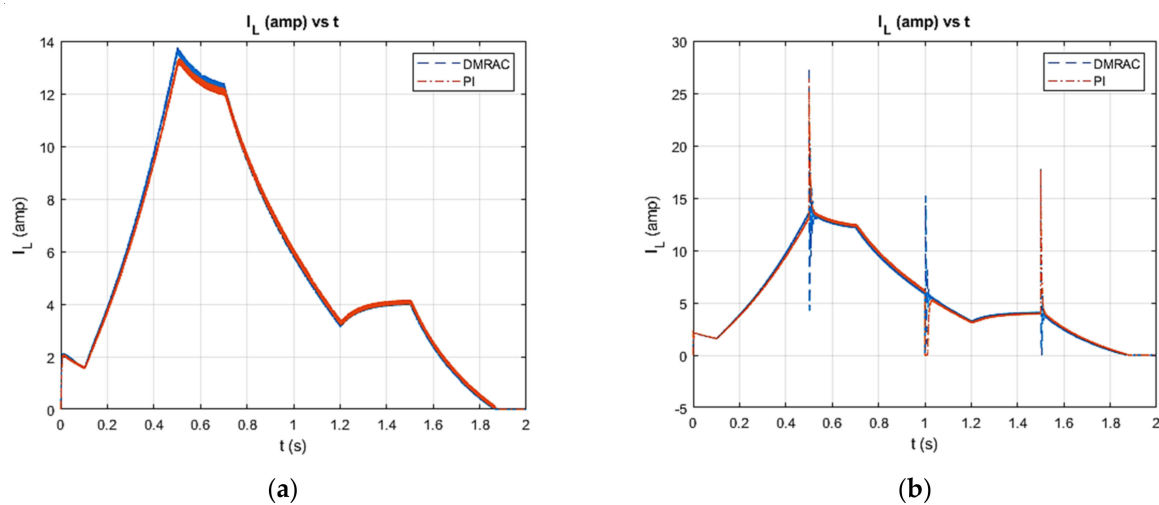 I_L (amp) vs t
14
12
10
8
6
4
2
0
I_L (amp)
DMRAC
PI
0 0.2 0.4 0.6 0.8 1 1.2 1.4 1.6 1.8 2
t (s)
(a)
I_L (amp) vs t
30
25
20
15
10
5
0
-5
I_L (amp)
DMRAC
PI
0 0.2 0.4 0.6 0.8 1 1.2 1.4 1.6 1.8 2
t (s)
(b)